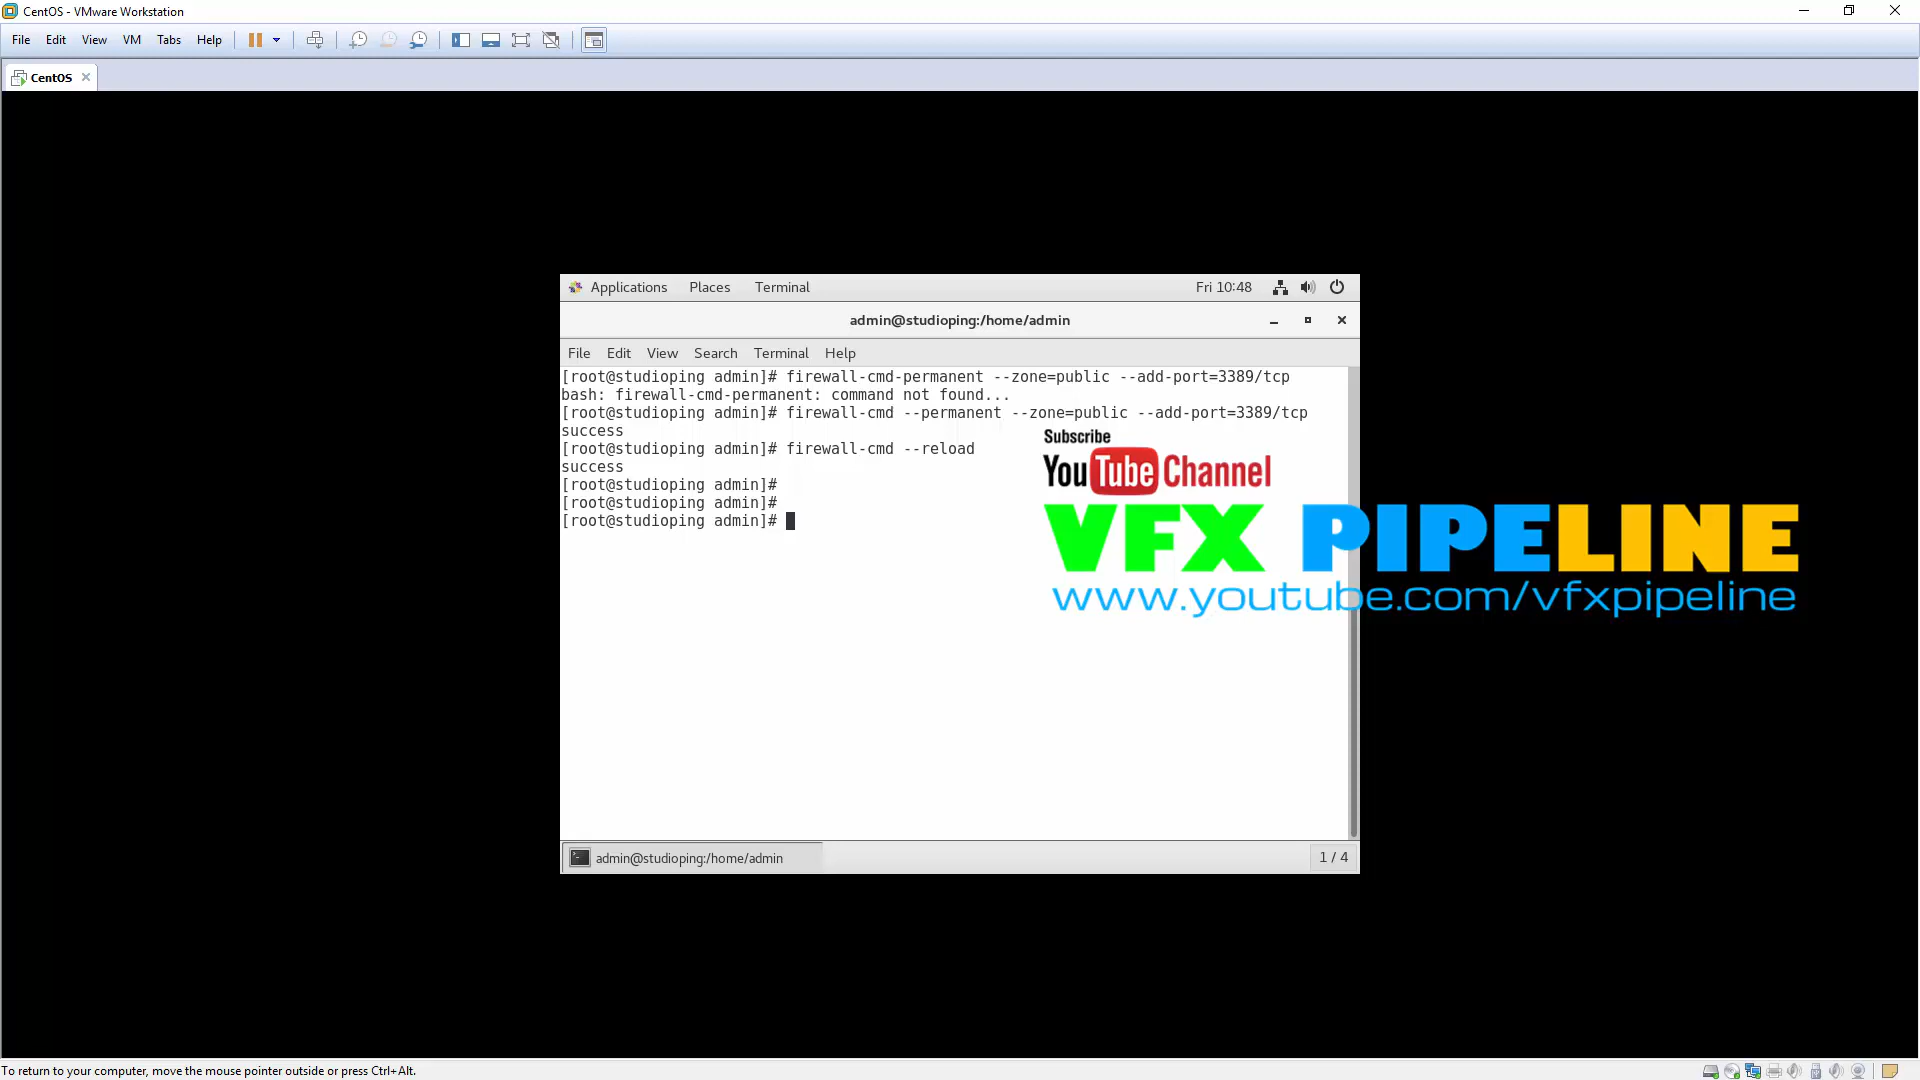 CentOS - VMware Workstation
File Edit View VM Tabs Help
CentOS
Applications Places Terminal Fri 10:48
admin@studioping:/home/admin
File Edit View Search Terminal Help
[root@studioping admin]# firewall-cmd-permanent --zone=public --add-port=3389/tcp
bash: firewall-cmd-permanent: command not found...
[root@studioping admin]# firewall-cmd --permanent --zone=public --add-port=3389/tcp
success
[root@studioping admin]# firewall-cmd --reload
success
[root@studioping admin]#
[root@studioping admin]#
[root@studioping admin]#
Subscribe
YouTube Channel
VFX PIPELINE
www.youtube.com/vfxpipeline
admin@studioping:/home/admin 1 / 4
To return to your computer, move the mouse pointer outside or press Ctrl+Alt.